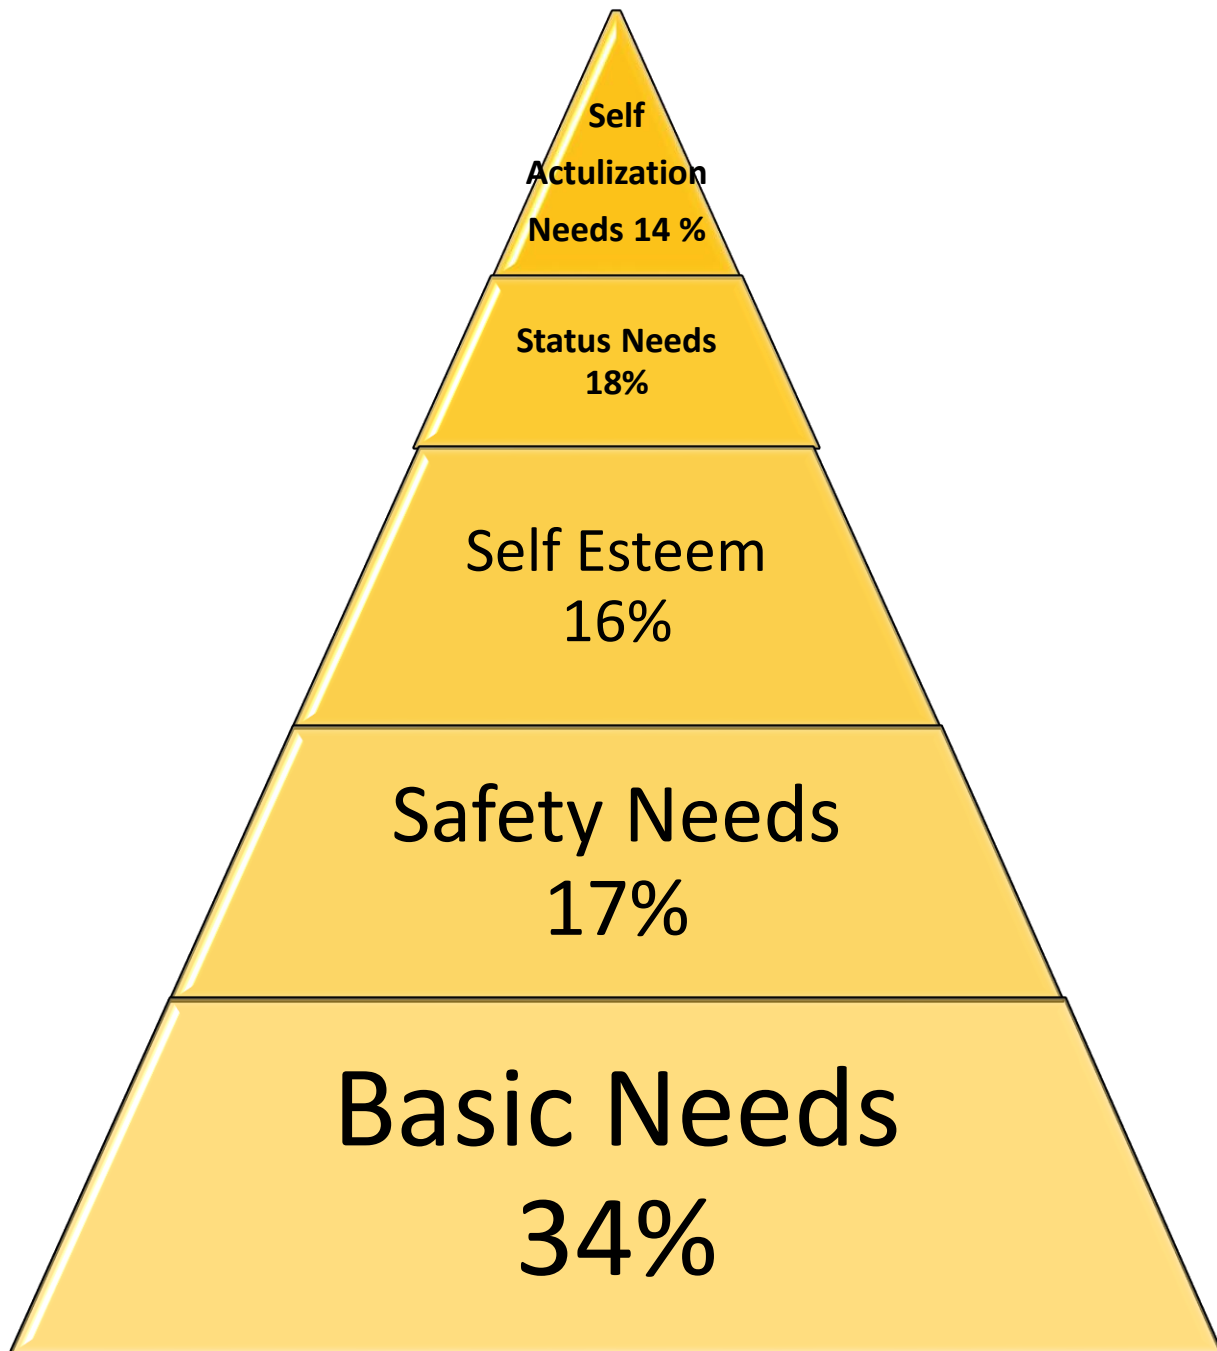 Self
Actulization
Needs 14 %
Status Needs
18%
Self Esteem
16%
Safety Needs
17%
Basic Needs
34%